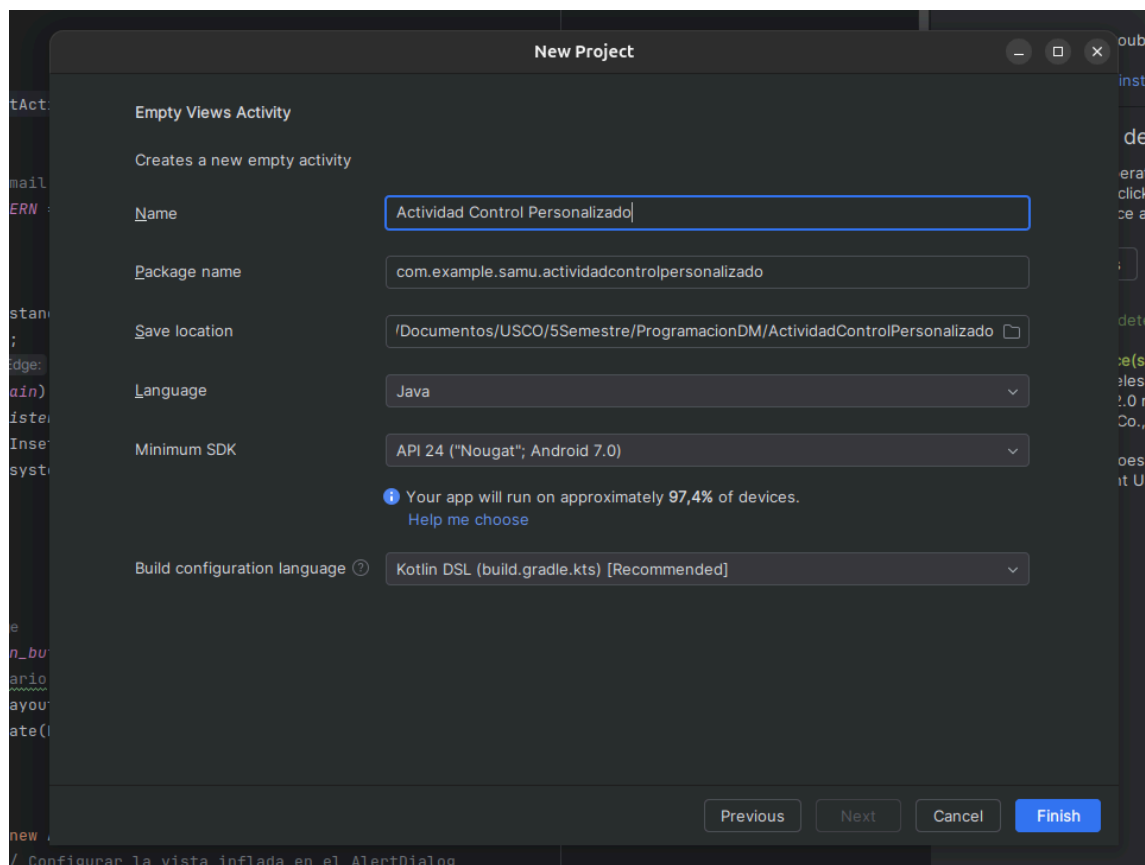 New Project
Empty Views Activity
Creates a new empty activity
Name
Actividad Control Personalizado
Package name
com.example.samu.actividadcontrolpersonalizado
Save location
/Documentos/USCO/5Semestre/ProgramacionDM/ActividadControlPersonalizado
Language
Java
Minimum SDK
API 24 ("Nougat"; Android 7.0)
Your app will run on approximately 97,4% of devices.
Help me choose
Build configuration language
Kotlin DSL (build.gradle.kts) [Recommended]
Previous
Next
Cancel
Finish
new
/ Configurar la vista inflada en el AlertDialog